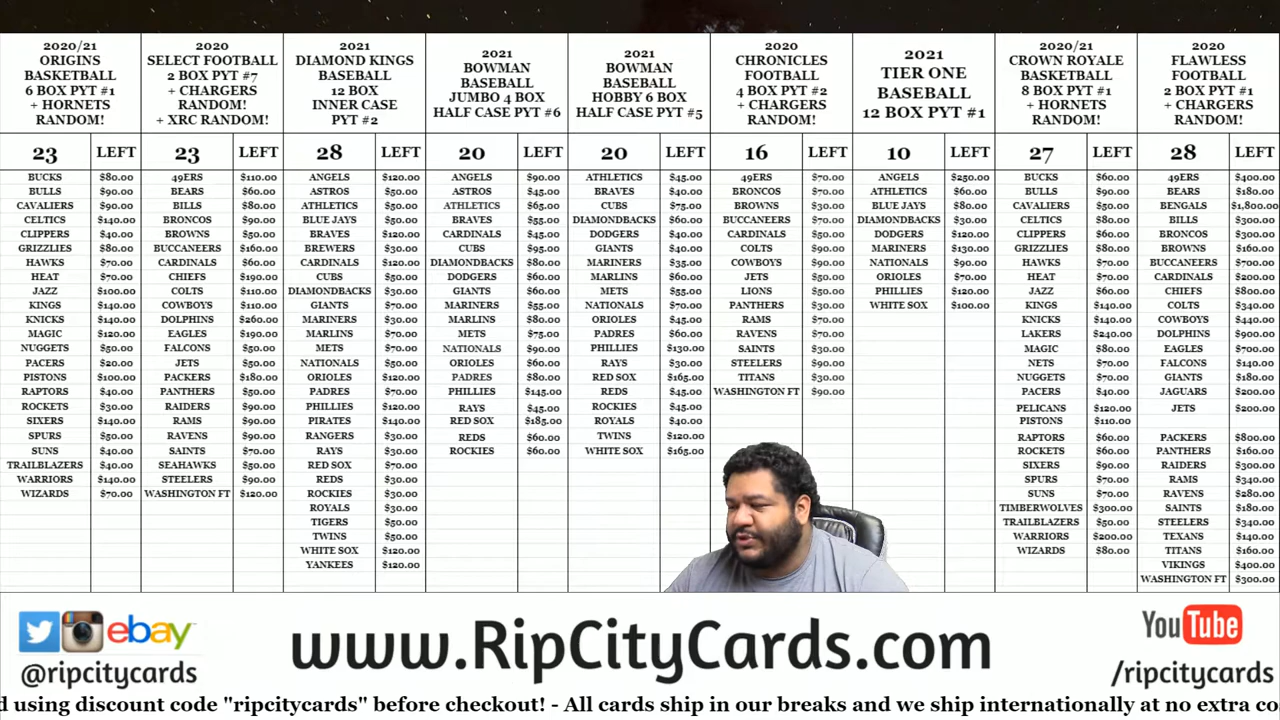 2020/21
ORIGINS
BASKETBALL
6 BOX PYT #1
+ HORNETS
RANDOM!
23 LEFT
BUCKS $80.00
BULLS $90.00
CAVALIERS $90.00
CELTICS $140.00
CLIPPERS $40.00
GRIZZLIES $80.00
HAWKS $70.00
HEAT $70.00
JAZZ $100.00
KINGS $140.00
KNICKS $140.00
MAGIC $120.00
NUGGETS $50.00
PACERS $20.00
PISTONS $100.00
RAPTORS $40.00
ROCKETS $30.00
SIXERS $140.00
SPURS $50.00
SUNS $40.00
TRAILBLAZERS $40.00
WARRIORS $140.00
WIZARDS $70.00
2020
SELECT FOOTBALL
2 BOX PYT #7
+ CHARGERS
RANDOM!
+ XRC RANDOM!
23 LEFT
49ERS $110.00
BEARS $60.00
BILLS $80.00
BRONCOS $90.00
BROWNS $50.00
BUCCANEERS $160.00
CARDINALS $60.00
CHIEFS $190.00
COLTS $110.00
COWBOYS $110.00
DOLPHINS $260.00
EAGLES $190.00
FALCONS $50.00
JETS $50.00
PACKERS $180.00
PANTHERS $50.00
RAIDERS $90.00
RAMS $90.00
RAVENS $90.00
SAINTS $70.00
SEAHAWKS $50.00
STEELERS $90.00
WASHINGTON FT $120.00
2021
DIAMOND KINGS
BASEBALL
12 BOX
INNER CASE
PYT #2
28 LEFT
ANGELS $120.00
ASTROS $50.00
ATHLETICS $50.00
BLUE JAYS $50.00
BRAVES $120.00
BREWERS $30.00
CARDINALS $120.00
CUBS $50.00
DIAMONDBACKS $30.00
GIANTS $70.00
MARINERS $30.00
MARLINS $70.00
METS $70.00
NATIONALS $50.00
ORIOLES $120.00
PADRES $70.00
PHILLIES $120.00
PIRATES $140.00
RANGERS $30.00
RAYS $30.00
RED SOX $70.00
REDS $30.00
ROCKIES $30.00
ROYALS $30.00
TIGERS $50.00
TWINS $50.00
WHITE SOX $120.00
YANKEES $120.00
2021
BOWMAN
BASEBALL
JUMBO 4 BOX
HALF CASE PYT #6
20 LEFT
ANGELS $90.00
ASTROS $45.00
ATHLETICS $65.00
BRAVES $55.00
CARDINALS $45.00
CUBS $95.00
DIAMONDBACKS $80.00
DODGERS $60.00
GIANTS $60.00
MARINERS $55.00
MARLINS $80.00
METS $75.00
NATIONALS $90.00
ORIOLES $60.00
PADRES $80.00
PHILLIES $145.00
RAYS $45.00
RED SOX $185.00
REDS $60.00
ROCKIES $60.00
2021
BOWMAN
BASEBALL
HOBBY 6 BOX
HALF CASE PYT #5
20 LEFT
ATHLETICS $45.00
BRAVES $40.00
CUBS $75.00
DIAMONDBACKS $60.00
DODGERS $40.00
GIANTS $40.00
MARINERS $35.00
MARLINS $60.00
METS $55.00
NATIONALS $70.00
ORIOLES $45.00
PADRES $60.00
PHILLIES $130.00
RAYS $30.00
RED SOX $165.00
REDS $45.00
ROCKIES $45.00
ROYALS $40.00
TWINS $120.00
WHITE SOX $165.00
2020
CHRONICLES
FOOTBALL
4 BOX PYT #2
+ CHARGERS
RANDOM!
16 LEFT
49ERS $70.00
BRONCOS $70.00
BROWNS $30.00
BUCCANEERS $70.00
CARDINALS $50.00
COLTS $90.00
COWBOYS $90.00
JETS $50.00
LIONS $50.00
PANTHERS $30.00
RAMS $70.00
RAVENS $70.00
SAINTS $30.00
STEELERS $90.00
TITANS $30.00
WASHINGTON FT $90.00
2021
TIER ONE
BASEBALL
12 BOX PYT #1
10 LEFT
ANGELS $250.00
ATHLETICS $60.00
BLUE JAYS $80.00
DIAMONDBACKS $30.00
DODGERS $120.00
MARINERS $130.00
NATIONALS $90.00
ORIOLES $70.00
PHILLIES $120.00
WHITE SOX $100.00
2020/21
CROWN ROYALE
BASKETBALL
8 BOX PYT #1
+ HORNETS
RANDOM!
27 LEFT
BUCKS $60.00
BULLS $90.00
CAVALIERS $50.00
CELTICS $80.00
CLIPPERS $60.00
GRIZZLIES $80.00
HAWKS $70.00
HEAT $70.00
JAZZ $60.00
KINGS $140.00
KNICKS $140.00
LAKERS $240.00
MAGIC $80.00
NETS $70.00
NUGGETS $70.00
PACERS $40.00
PELICANS $120.00
PISTONS $110.00
RAPTORS $60.00
ROCKETS $60.00
SIXERS $90.00
SPURS $70.00
SUNS $70.00
TIMBERWOLVES $300.00
TRAILBLAZERS $50.00
WARRIORS $200.00
WIZARDS $80.00
2020
FLAWLESS
FOOTBALL
2 BOX PYT #1
+ CHARGERS
RANDOM!
28 LEFT
49ERS $400.00
BEARS $180.00
BENGALS $1,800.00
BILLS $300.00
BRONCOS $300.00
BROWNS $160.00
BUCCANEERS $700.00
CARDINALS $200.00
CHIEFS $800.00
COLTS $340.00
COWBOYS $440.00
DOLPHINS $900.00
EAGLES $700.00
FALCONS $140.00
GIANTS $180.00
JAGUARS $200.00
JETS $200.00
PACKERS $800.00
PANTHERS $160.00
RAIDERS $300.00
RAMS $340.00
RAVENS $280.00
SAINTS $180.00
STEELERS $340.00
TEXANS $140.00
TITANS $160.00
VIKINGS $400.00
WASHINGTON FT $300.00
ebay
@ripcitycards
www.RipCityCards.com
YouTube
/ripcitycards
d using discount code "ripcitycards" before checkout! - All cards ship in our breaks and we ship internationally at no extra co